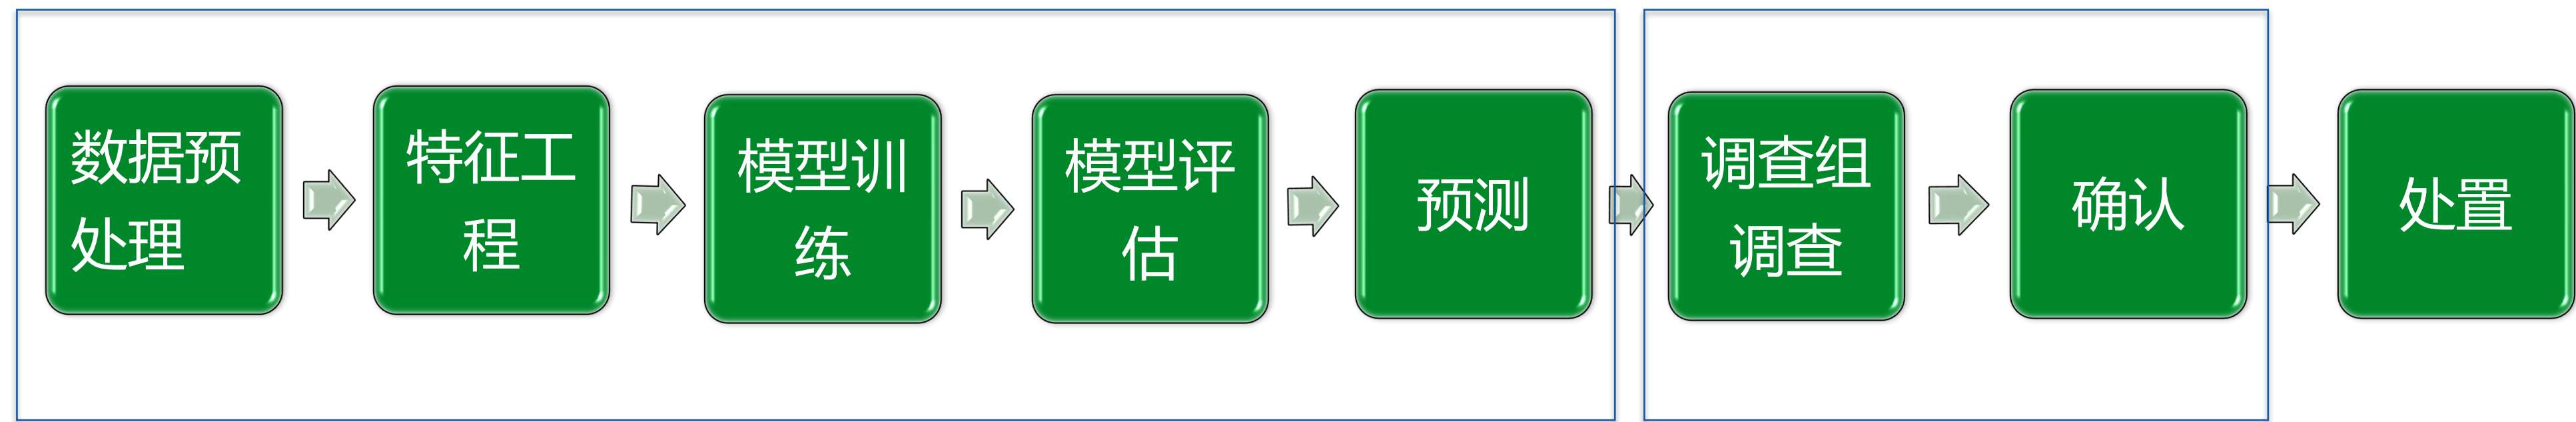 数据预
处理
特征工
程
模型训
练
模型评
估
预测
调查组
调查
确认
处置